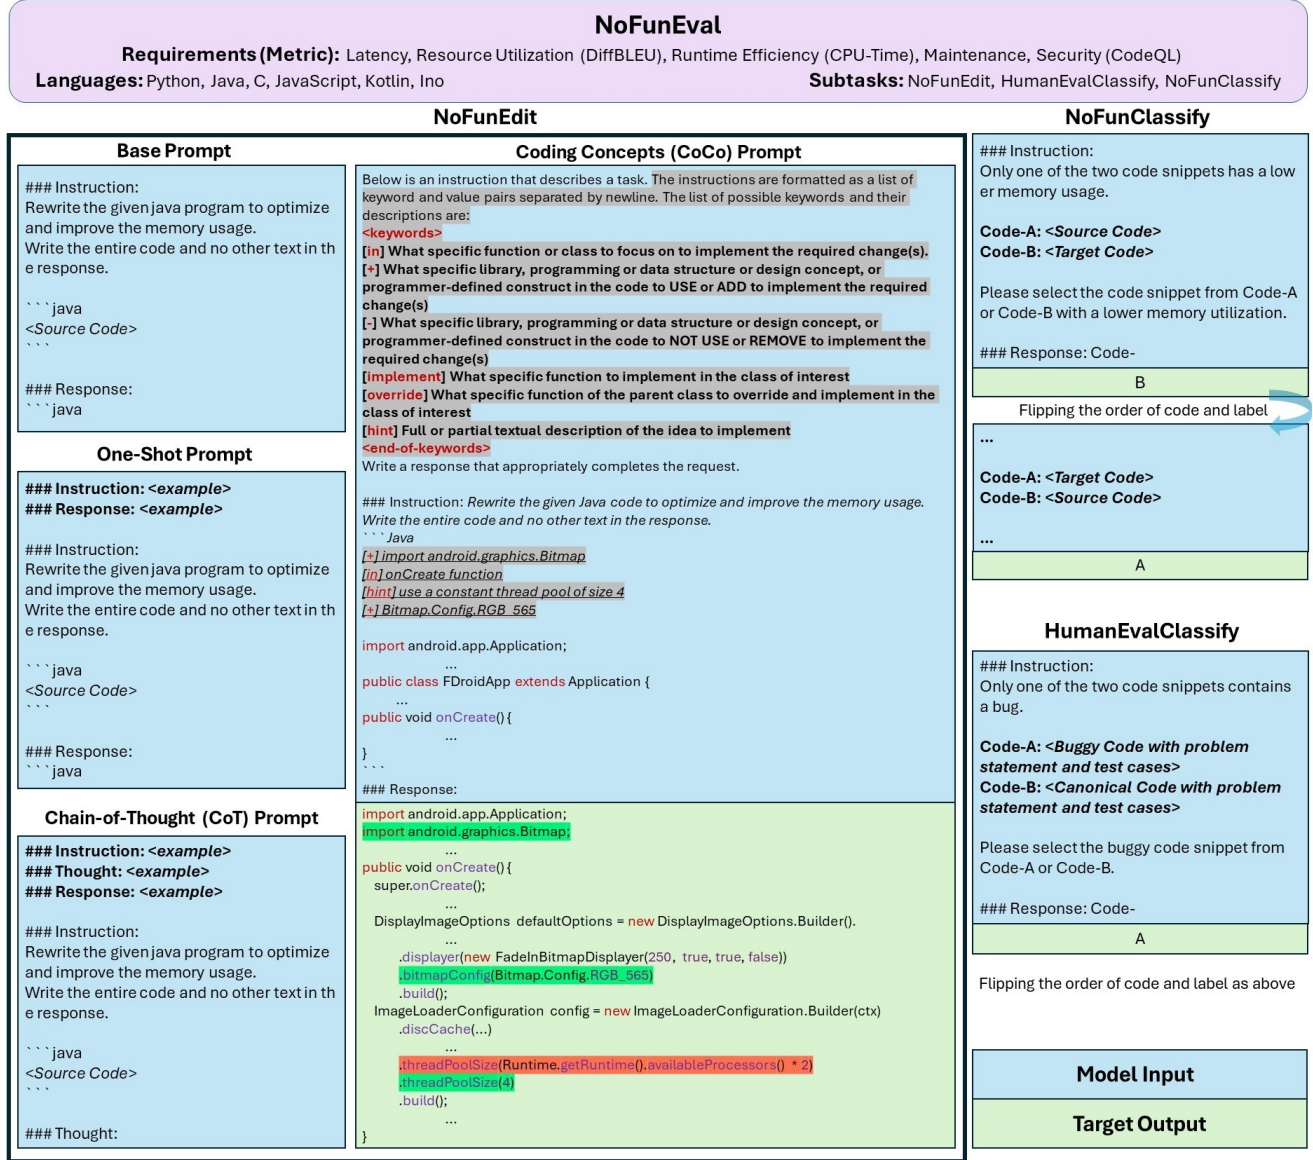 NoFunEval
Requirements (Metric): Latency, Resource Utilization (DiffBLEU), Runtime Efficiency (CPU-Time), Maintenance, Security (CodeQL)
Languages: Python, Java, C, JavaScript, Kotlin, Ino
Subtasks: NoFunEdit, HumanEvalClassify, NoFunClassify
NoFunEdit
Base Prompt
### Instruction:
Rewrite the given java program to optimize
and improve the memory usage.
Write the entire code and no other text in th
e response.
```java
<Source Code>
```
### Response:
```java
One-Shot Prompt
### Instruction: <example>
### Response: <example>
### Instruction:
Rewrite the given java program to optimize
and improve the memory usage.
Write the entire code and no other text in th
e response.
```java
<Source Code>
```
### Response:
```java
Chain-of-Thought (CoT) Prompt
### Instruction: <example>
### Thought: <example>
### Response: <example>
### Instruction:
Rewrite the given java program to optimize
and improve the memory usage.
Write the entire code and no other text in th
e response.
```java
<Source Code>
```
### Thought:
Coding Concepts (CoCo) Prompt
Below is an instruction that describes a task. The instructions are formatted as a list of
keyword and value pairs separated by newline. The list of possible keywords and their
descriptions are:
<keywords>
[in] What specific function or class to focus on to implement the required change(s).
[+] What specific library, programming or data structure or design concept, or
programmer-defined construct in the code to USE or ADD to implement the required
change(s)
[-] What specific library, programming or data structure or design concept, or
programmer-defined construct in the code to NOT USE or REMOVE to implement the
required change(s)
[implement] What specific function to implement in the class of interest
[override] What specific function of the parent class to override and implement in the
class of interest
[hint] Full or partial textual description of the idea to implement
<end-of-keywords>
Write a response that appropriately completes the request.
### Instruction: Rewrite the given Java code to optimize and improve the memory usage.
Write the entire code and no other text in the response.
```Java
[+] import android.graphics.Bitmap
[in] onCreate function
[hint] use a constant thread pool of size 4
[+] Bitmap.Config.RGB_565
import android.app.Application;
...
public class FDroidApp extends Application {
...
public void onCreate() {
...
}
```
### Response:
import android.app.Application;
import android.graphics.Bitmap;
...
public void onCreate() {
super.onCreate();
...
DisplayImageOptions defaultOptions = new DisplayImageOptions.Builder().
...
.displayer(new FadeInBitmapDisplayer(250, true, true, false))
.bitmapConfig(Bitmap.Config.RGB_565)
.build();
ImageLoaderConfiguration config = new ImageLoaderConfiguration.Builder(ctx)
.discCache(...)
...
.threadPoolSize(Runtime.getRuntime().availableProcessors() * 2)
.threadPoolSize(4)
.build();
...
}
NoFunClassify
### Instruction:
Only one of the two code snippets has a low
er memory usage.
Code-A: <Source Code>
Code-B: <Target Code>
Please select the code snippet from Code-A
or Code-B with a lower memory utilization.
### Response: Code-
B
Flipping the order of code and label
...
Code-A: <Target Code>
Code-B: <Source Code>
...
A
HumanEvalClassify
### Instruction:
Only one of the two code snippets contains
a bug.
Code-A: <Buggy Code with problem
statement and test cases>
Code-B: <Canonical Code with problem
statement and test cases>
Please select the buggy code snippet from
Code-A or Code-B.
### Response: Code-
A
Flipping the order of code and label as above
Model Input
Target Output